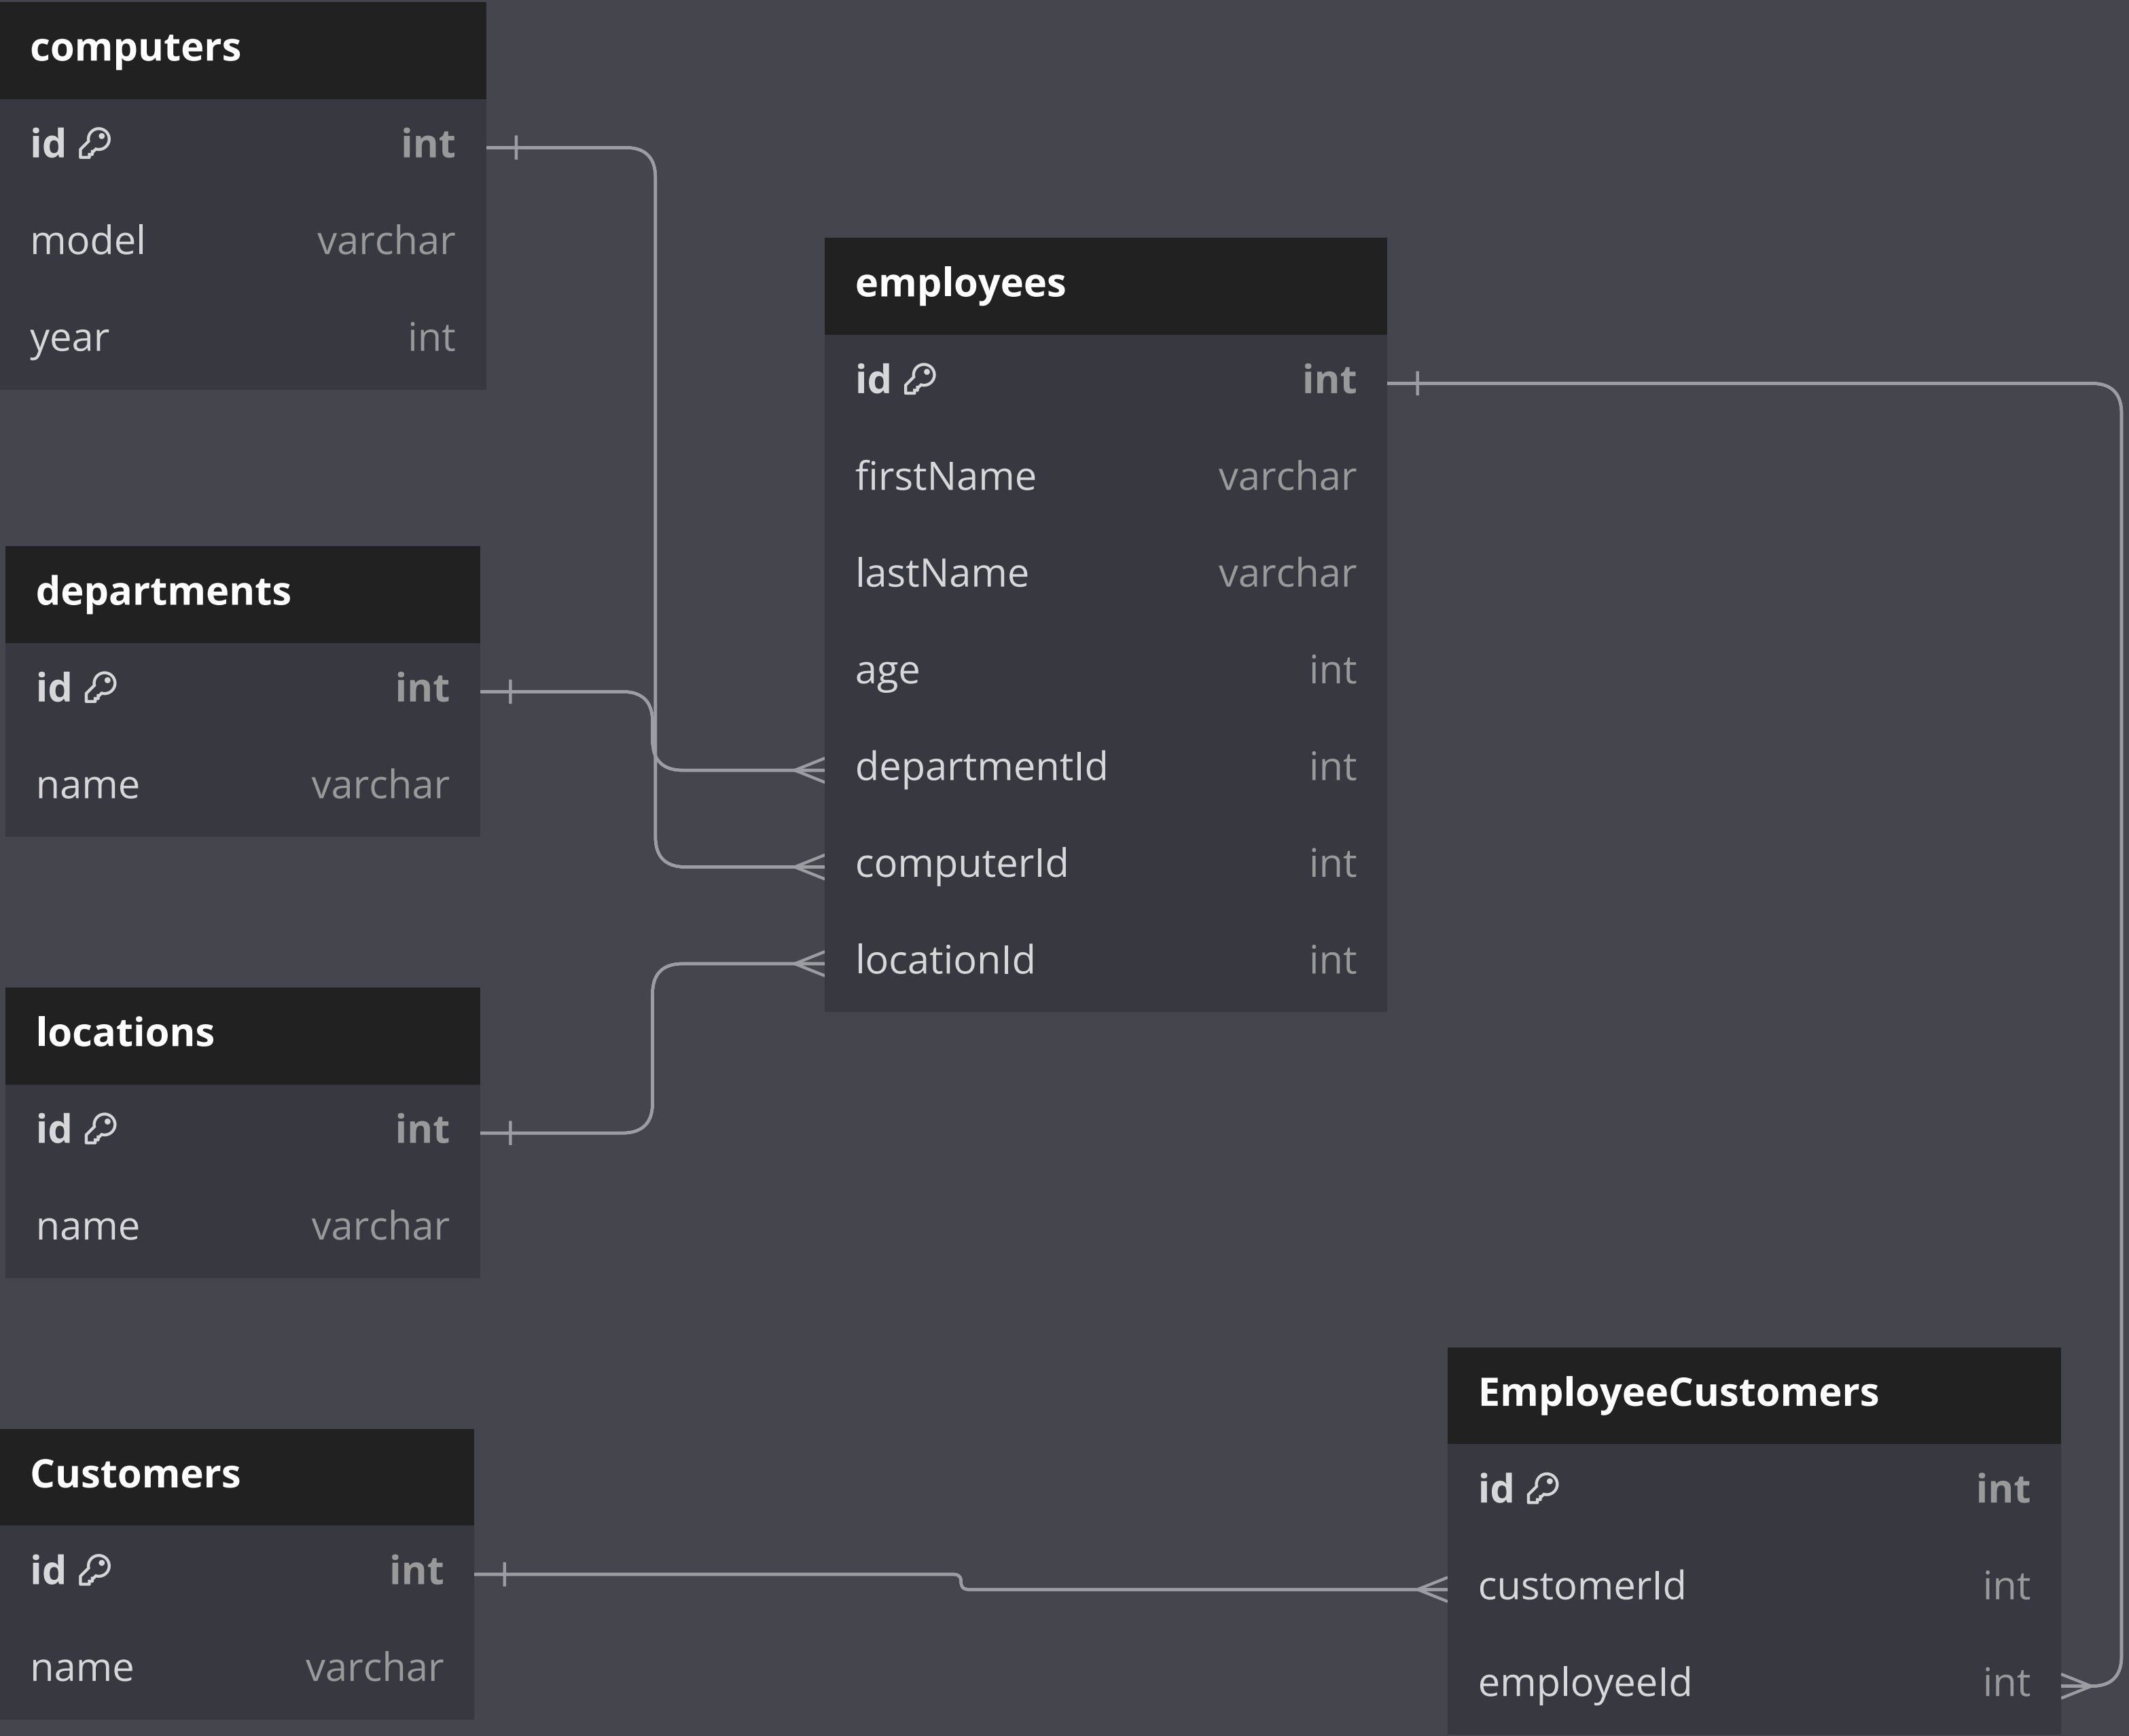 computers
id int
model varchar
year int
employees
id int
firstName varchar
lastName varchar
age int
departmentId int
computerId int
locationId int
departments
id int
name varchar
locations
id int
name varchar
EmployeeCustomers
id int
customerId int
employeeId int
Customers
id int
name varchar